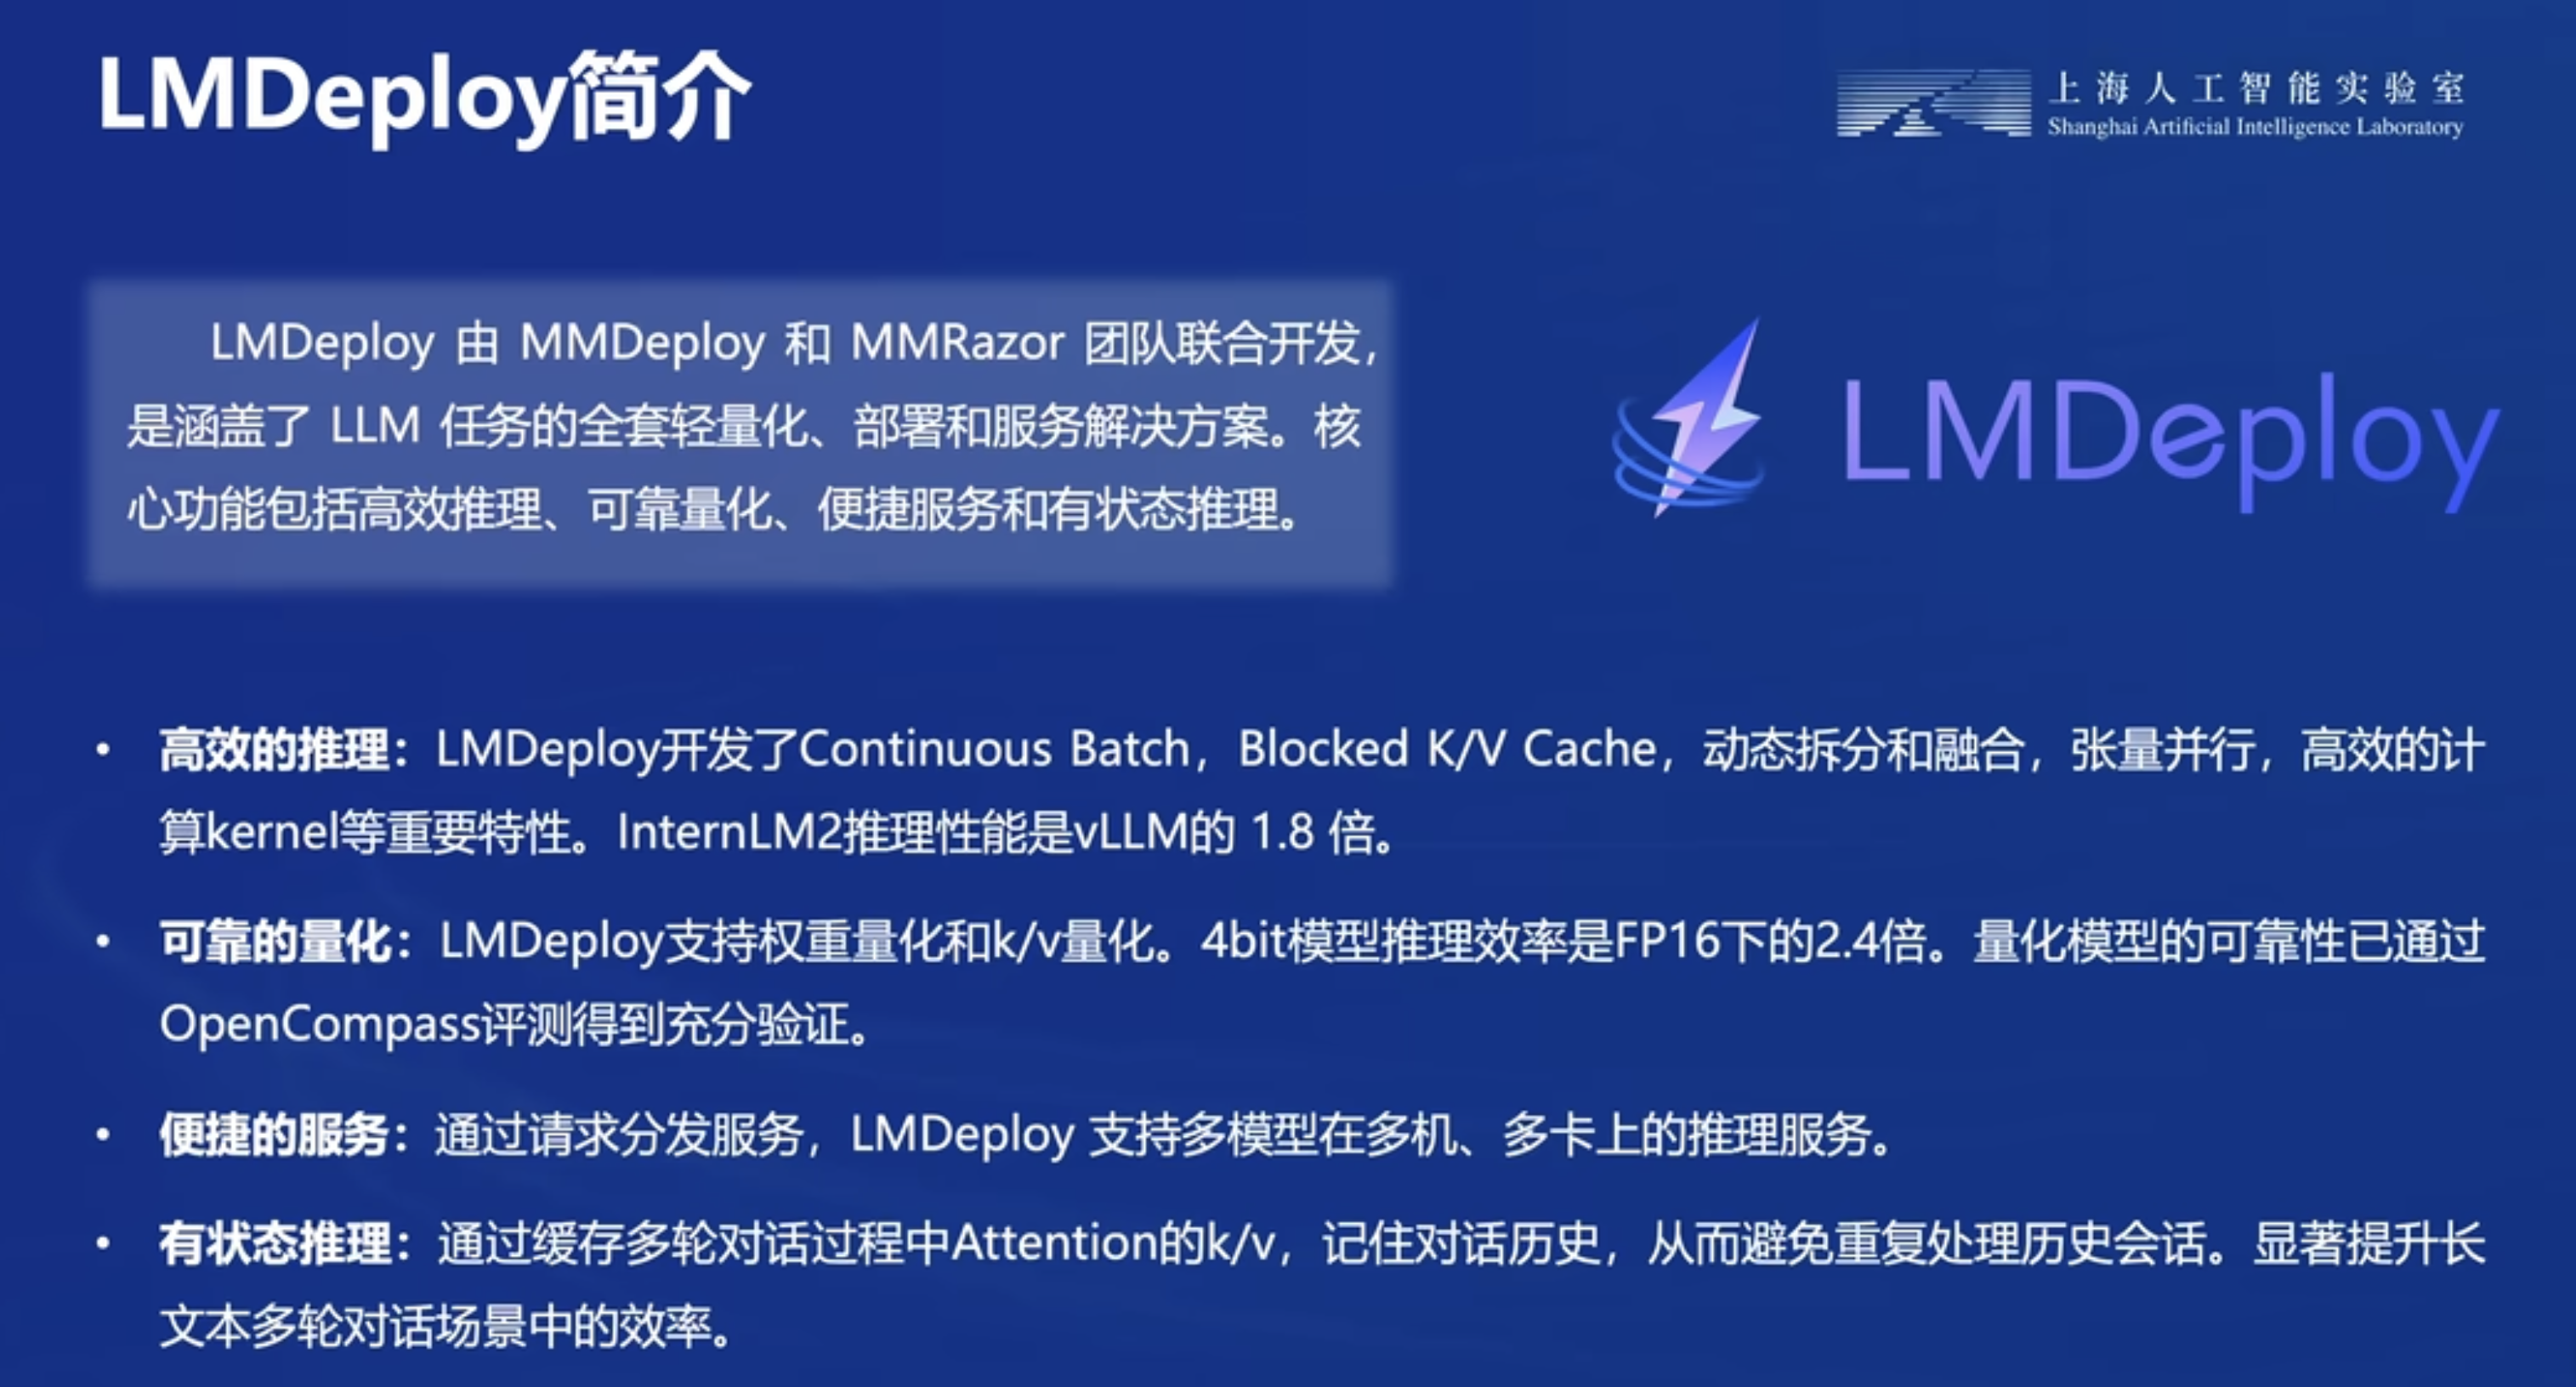 LMDeploy简介
上海人工智能实验室
Shanghai Artificial Intelligence Laboratory
LMDeploy 由 MMDeploy 和 MMRazor 团队联合开发，
是涵盖了 LLM 任务的全套轻量化、部署和服务解决方案。核
心功能包括高效推理、可靠量化、便捷服务和有状态推理。
LMDeploy
• 高效的推理：LMDeploy开发了Continuous Batch，Blocked K/V Cache，动态拆分和融合，张量并行，高效的计
算kernel等重要特性。InternLM2推理性能是vLLM的 1.8 倍。
• 可靠的量化：LMDeploy支持权重量化和k/v量化。4bit模型推理效率是FP16下的2.4倍。量化模型的可靠性已通过
OpenCompass评测得到充分验证。
• 便捷的服务：通过请求分发服务，LMDeploy 支持多模型在多机、多卡上的推理服务。
• 有状态推理：通过缓存多轮对话过程中Attention的k/v，记住对话历史，从而避免重复处理历史会话。显著提升长
文本多轮对话场景中的效率。